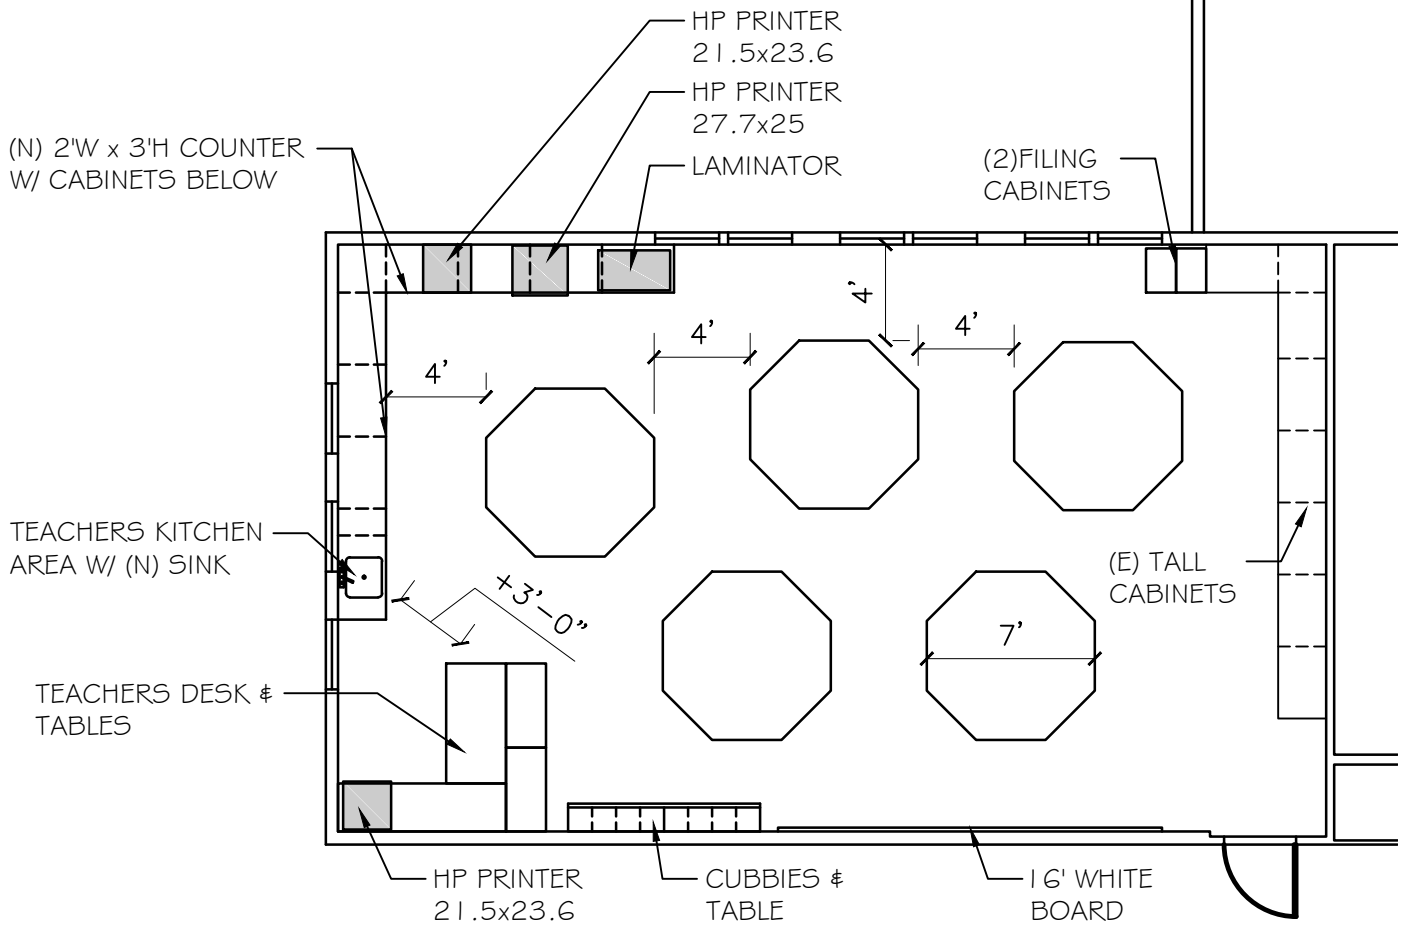 HP PRINTER
21.5x23.6
HP PRINTER
27.7x25
LAMINATOR
(N) 2'W x 3'H COUNTER
W/ CABINETS BELOW
(2)FILING
CABINETS
4'
4'
4'
4'
TEACHERS KITCHEN
AREA W/ (N) SINK
(E) TALL
CABINETS
+3'-0"
7'
TEACHERS DESK &
TABLES
HP PRINTER
21.5x23.6
CUBBIES &
TABLE
16' WHITE
BOARD